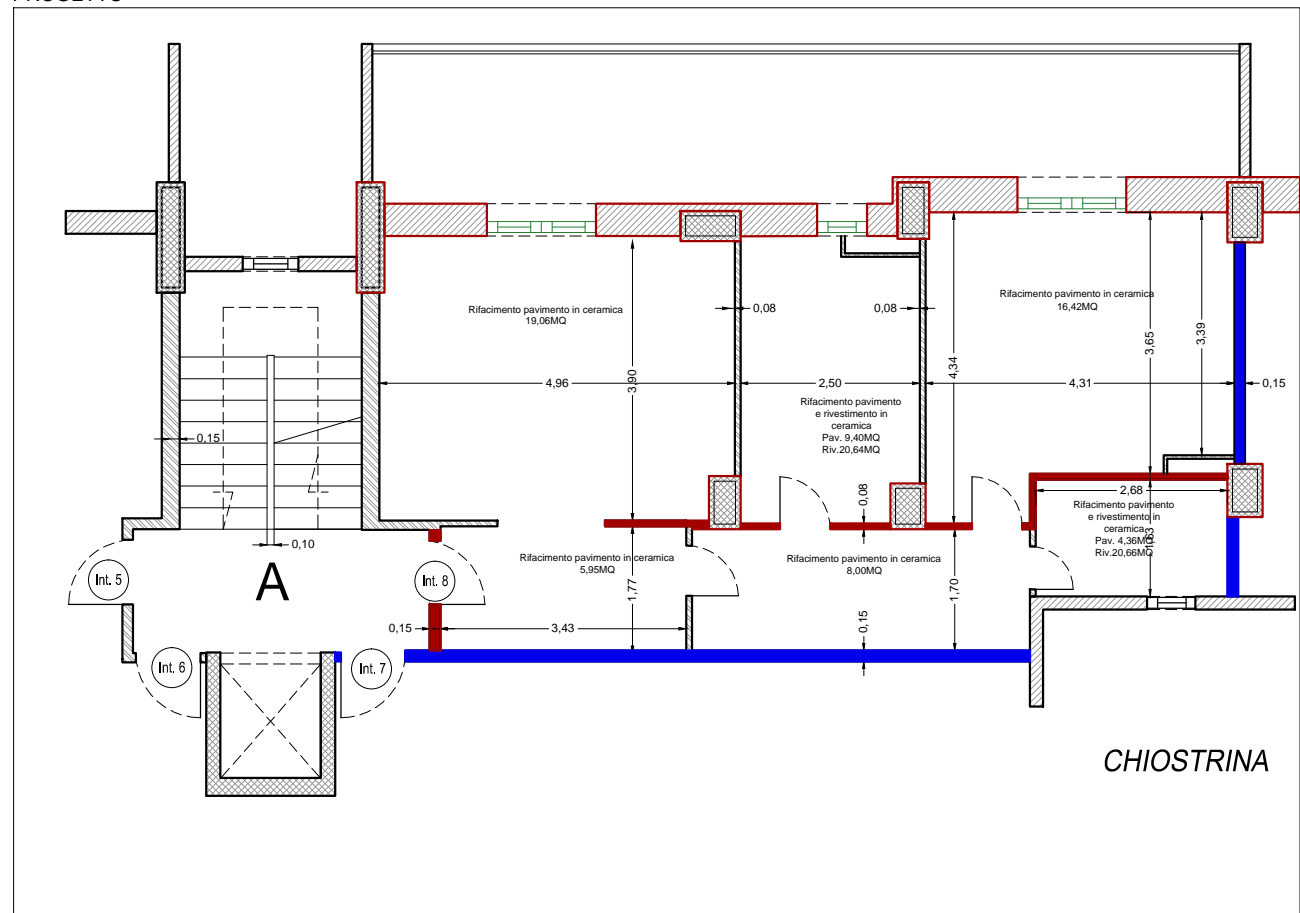 Rifacimento pavimento in ceramica
19,06MQ
0,08
0,08
Rifacimento pavimento in ceramica
16,42MQ
3,90
4,34
3,65
3,39
4,96
2,50
4,31
0,15
Rifacimento pavimento
e rivestimento in
ceramica
Pav. 9,40MQ
Riv.20,64MQ
0,15
0,08
2,68
Rifacimento pavimento
e rivestimento in
ceramica
Pav. 4,36MQ
Riv.20,66MQ
0,10
Rifacimento pavimento in ceramica
5,95MQ
Rifacimento pavimento in ceramica
8,00MQ
Int. 5
A
Int. 8
1,77
1,70
0,15
3,43
0,15
Int. 6
Int. 7
CHIOSTRINA